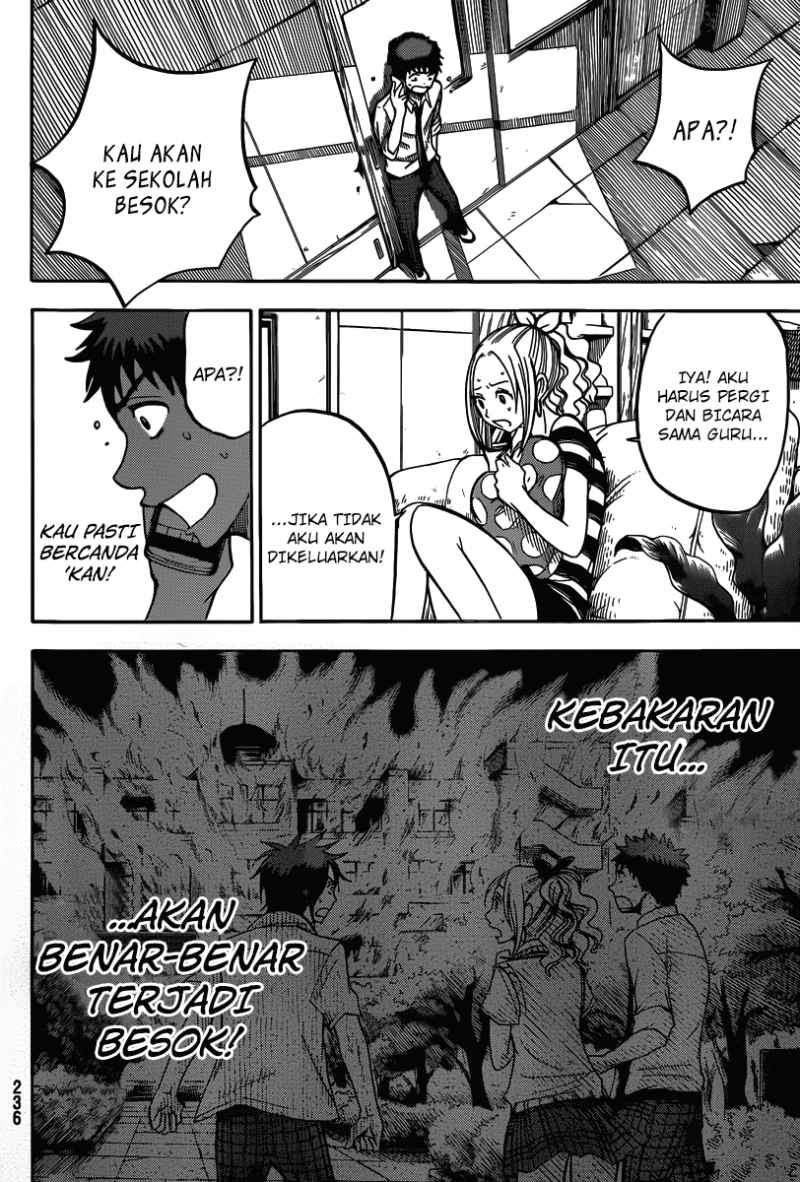 APA?!
KAU AKAN
KE SEKOLAH
BESOK?
IYA! AKU
HARUS PERGI
DAN BICARA
SAMA GURU...
...JIKA TIDAK
AKU AKAN
DIKELUARKAN!
APA?!
KAU PASTI
BERCANDA
'KAN!
KEBAKARAN
ITU...
...AKAN
BENAR-BENAR
TERJADI
BESOK!
236